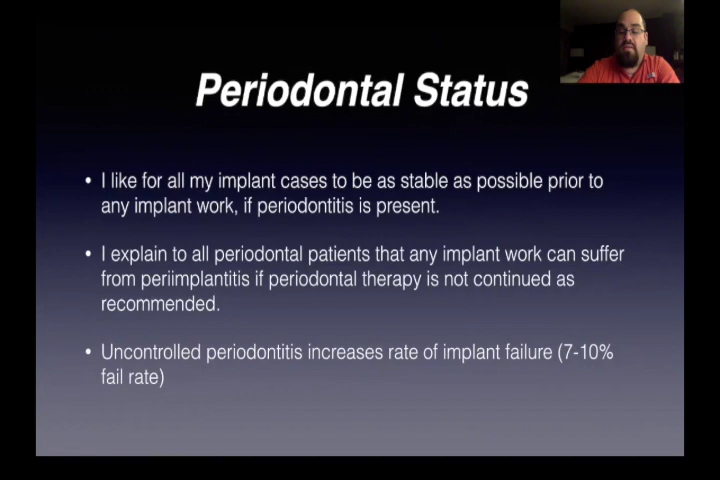 Periodontal Status
• I like for all my implant cases to be as stable as possible prior to
any implant work, if periodontitis is present.
• I explain to all periodontal patients that any implant work can suffer
from periimplantitis if periodontal therapy is not continued as
recommended.
• Uncontrolled periodontitis increases rate of implant failure (7-10%
fail rate)